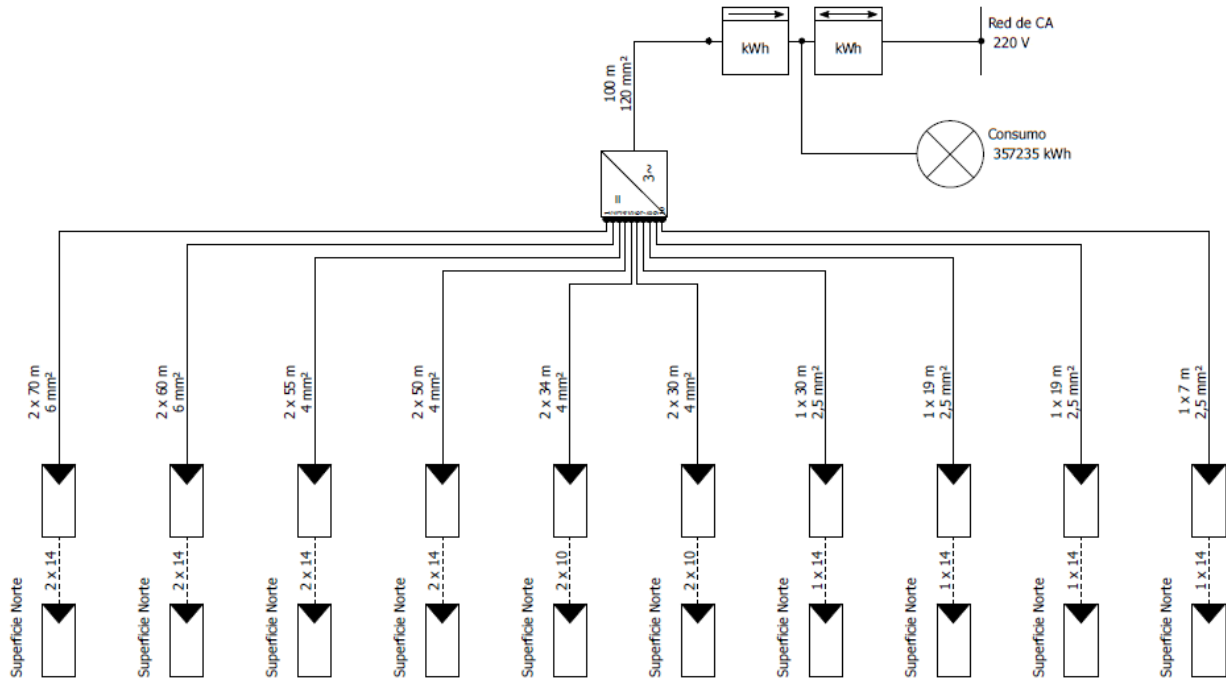 kWh
kWh
Red de CA
220 V
Consumo
357235 kWh
100 m
120 mm²
3~
=
2 x 70 m
6 mm²
2 x 60 m
6 mm²
2 x 55 m
4 mm²
2 x 50 m
4 mm²
2 x 34 m
4 mm²
2 x 30 m
4 mm²
1 x 30 m
2,5 mm²
1 x 19 m
2,5 mm²
1 x 19 m
2,5 mm²
1 x 7 m
2,5 mm²
Superficie Norte
2 x 14
Superficie Norte
2 x 14
Superficie Norte
2 x 14
Superficie Norte
2 x 14
Superficie Norte
2 x 10
Superficie Norte
2 x 10
Superficie Norte
1 x 14
Superficie Norte
1 x 14
Superficie Norte
1 x 14
Superficie Norte
1 x 14